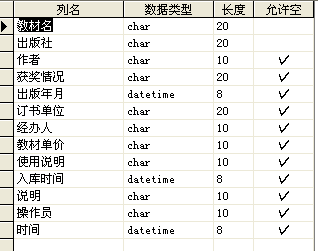 列名 数据类型 长度 允许空
教材名 char 20
出版社 char 20
作者 char 10
获奖情况 char 20
出版年月 datetime 8
订书单位 char 20
经办人 char 10
教材单价 char 10
使用说明 char 10
入库时间 datetime 8
说明 char 10
操作员 char 10
时间 datetime 8